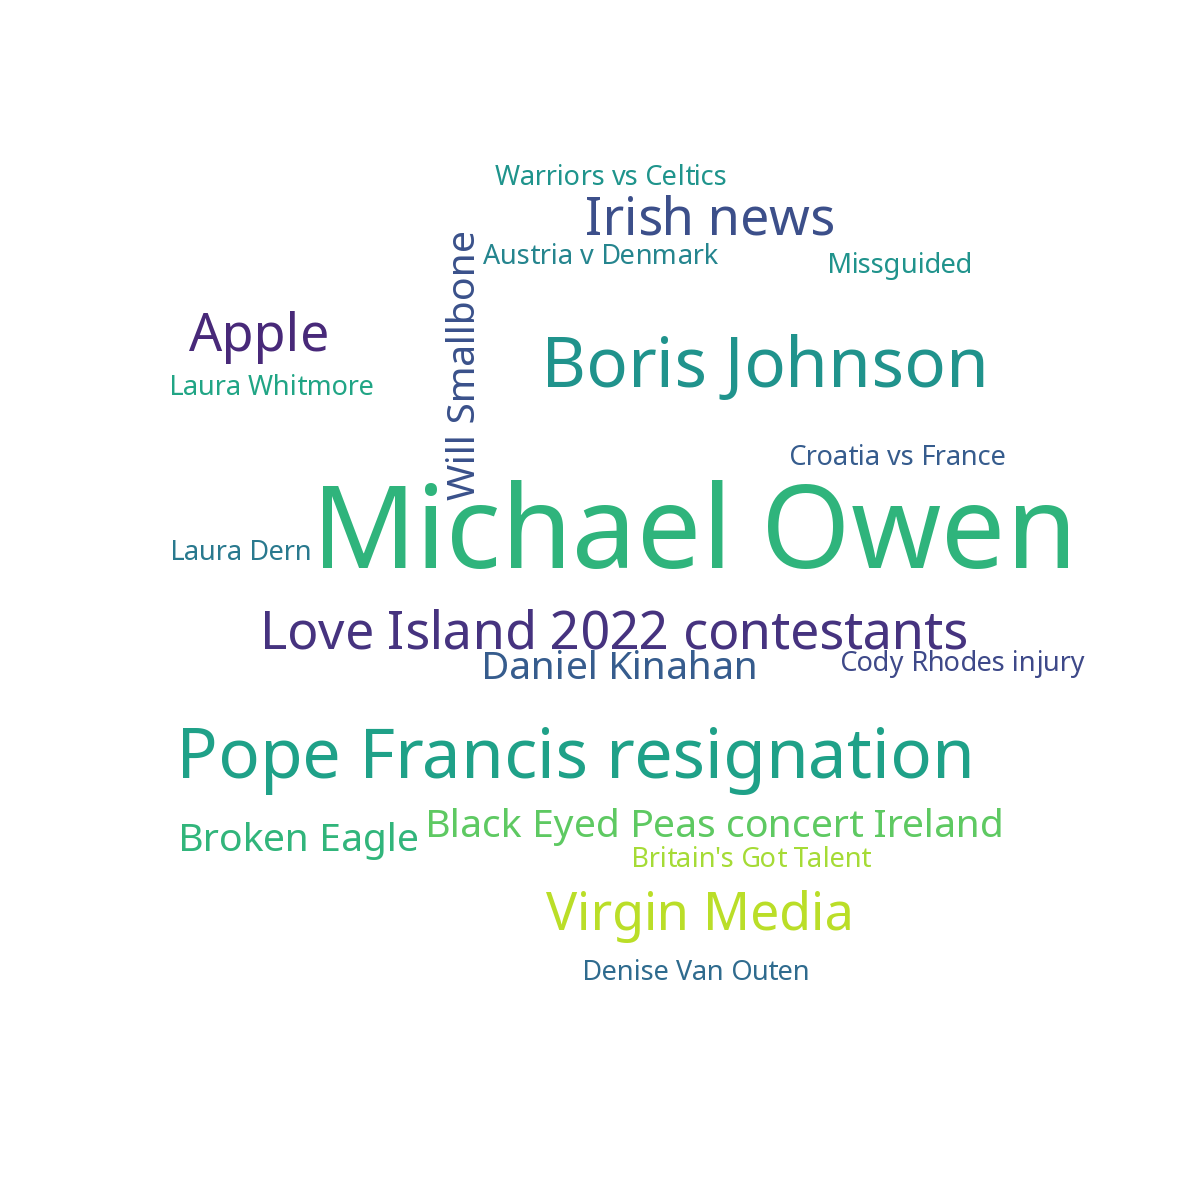 Warriors vs Celtics
Irish news
Austria v Denmark
Missguided
Will Smallbone
Apple
Boris Johnson
Laura Whitmore
Croatia vs France
Michael Owen
Laura Dern
Love Island 2022 contestants
Daniel Kinahan
Cody Rhodes injury
Pope Francis resignation
Black Eyed Peas concert Ireland
Broken Eagle
Britain's Got Talent
Virgin Media
Denise Van Outen